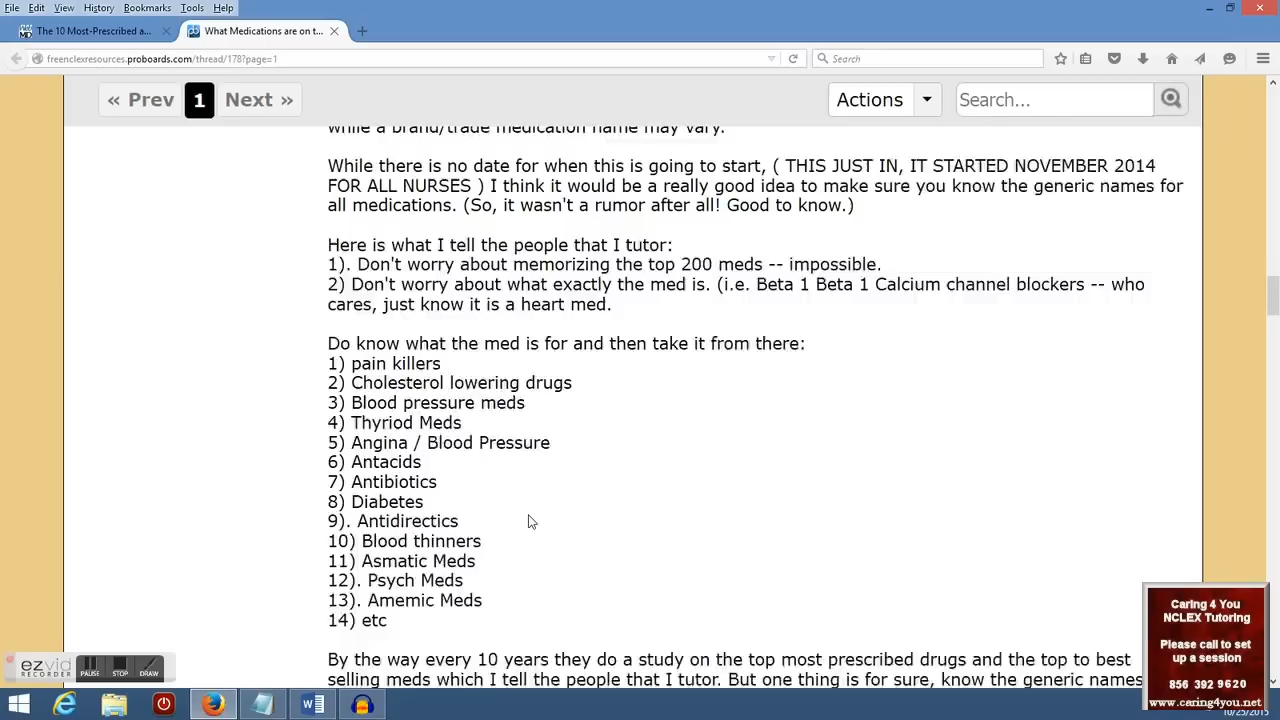 File Edit View History Bookmarks Tools Help
The 10 Most-Prescribed a...
What Medications are on t...
freenclexresources.proboards.com/thread/178?page=1
Search
« Prev 1 Next »
Actions
Search...
while a brand/trade medication name may vary.
While there is no date for when this is going to start, ( THIS JUST IN, IT STARTED NOVEMBER 2014
FOR ALL NURSES ) I think it would be a really good idea to make sure you know the generic names for
all medications. (So, it wasn't a rumor after all! Good to know.)
Here is what I tell the people that I tutor:
1). Don't worry about memorizing the top 200 meds -- impossible.
2) Don't worry about what exactly the med is. (i.e. Beta 1 Beta 1 Calcium channel blockers -- who
cares, just know it is a heart med.
Do know what the med is for and then take it from there:
1) pain killers
2) Cholesterol lowering drugs
3) Blood pressure meds
4) Thyriod Meds
5) Angina / Blood Pressure
6) Antacids
7) Antibiotics
8) Diabetes
9). Antidirectics
10) Blood thinners
11) Asmatic Meds
12). Psych Meds
13). Amemic Meds
14) etc
By the way every 10 years they do a study on the top most prescribed drugs and the top to best
selling meds which I tell the people that I tutor. But one thing is for sure, know the generic names
ezvid
RECORDER
PAUSE
STOP
DRAW
Caring 4 You
NCLEX Tutoring
Please call to set
up a session
856 392 9620
www.caring4you.net
10/25/2015